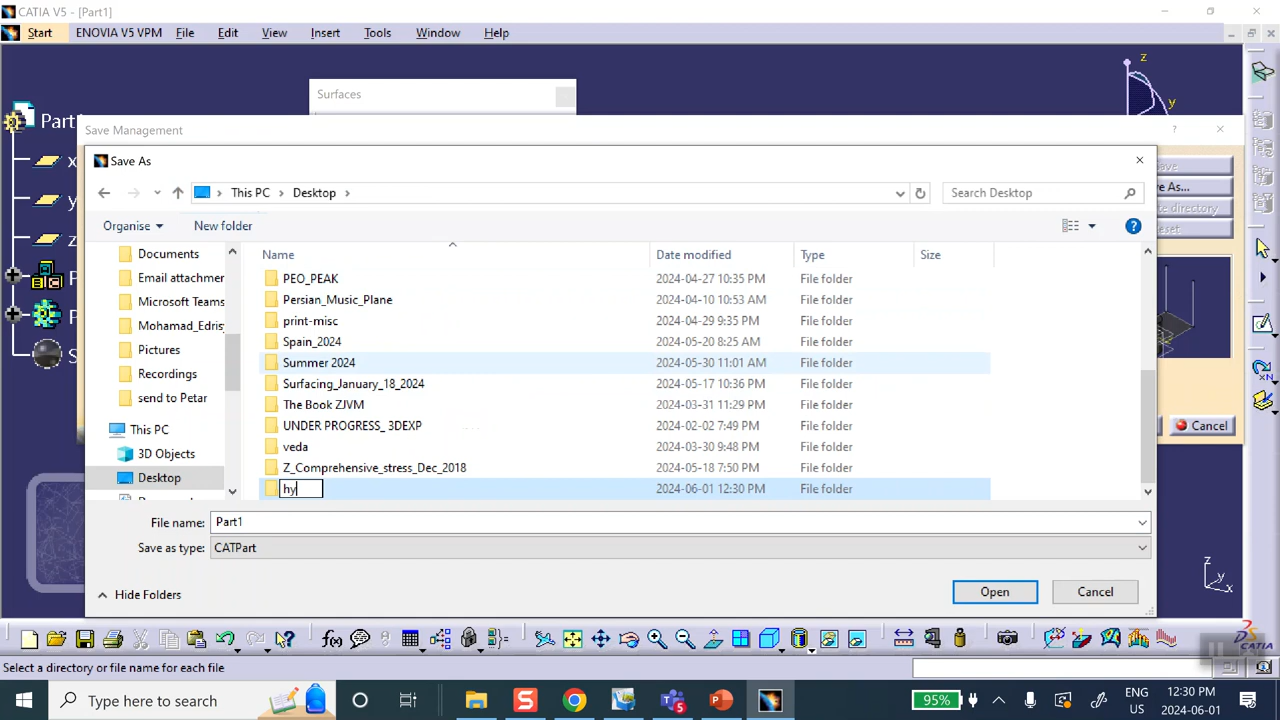 CATIA V5 - [Part1]
Start ENOVIA V5 VPM File Edit View Insert Tools Window Help
Surfaces
z
y
Part
Save Management ?
x
y
z
P
P
S
Save As
This PC Desktop Search Desktop
Organise New folder
Name Date modified Type Size
Documents
Email attachmer
Microsoft Teams
Mohamad_Edris
Pictures
Recordings
send to Petar
This PC
3D Objects
Desktop
PEO_PEAK 2024-04-27 10:35 PM File folder
Persian_Music_Plane 2024-04-10 10:53 AM File folder
print-misc 2024-04-29 9:35 PM File folder
Spain_2024 2024-05-20 8:25 AM File folder
Summer 2024 2024-05-30 11:01 AM File folder
Surfacing_January_18_2024 2024-05-17 10:36 PM File folder
The Book ZJVM 2024-03-31 11:29 PM File folder
UNDER PROGRESS_ 3DEXP 2024-02-02 7:49 PM File folder
veda 2024-03-30 9:48 PM File folder
Z_Comprehensive_stress_Dec_2018 2024-05-18 7:50 PM File folder
hy 2024-06-01 12:30 PM File folder
File name: Part1
Save as type: CATPart
Hide Folders Open Cancel
ave
e As...
e directory
eset
Cancel
z
y
x
f(x)
CATIA
Select a directory or file name for each file
Type here to search
95%
ENG
US
12:30 PM
2024-06-01